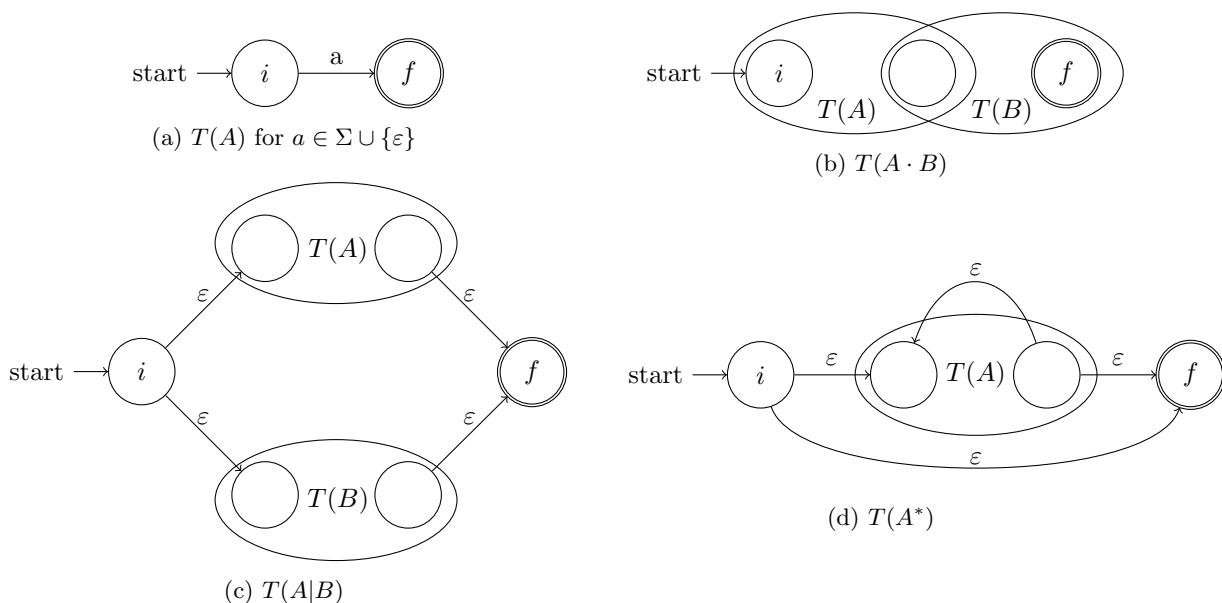 start i a f
(a) T(A) for a ∈ Σ ∪ {ε}
start i T(A) T(B) f
(b) T(A · B)
T(A)
ε ε
start i f
ε ε
T(B)
(c) T(A|B)
ε
start i ε T(A) ε f
ε
(d) T(A*)